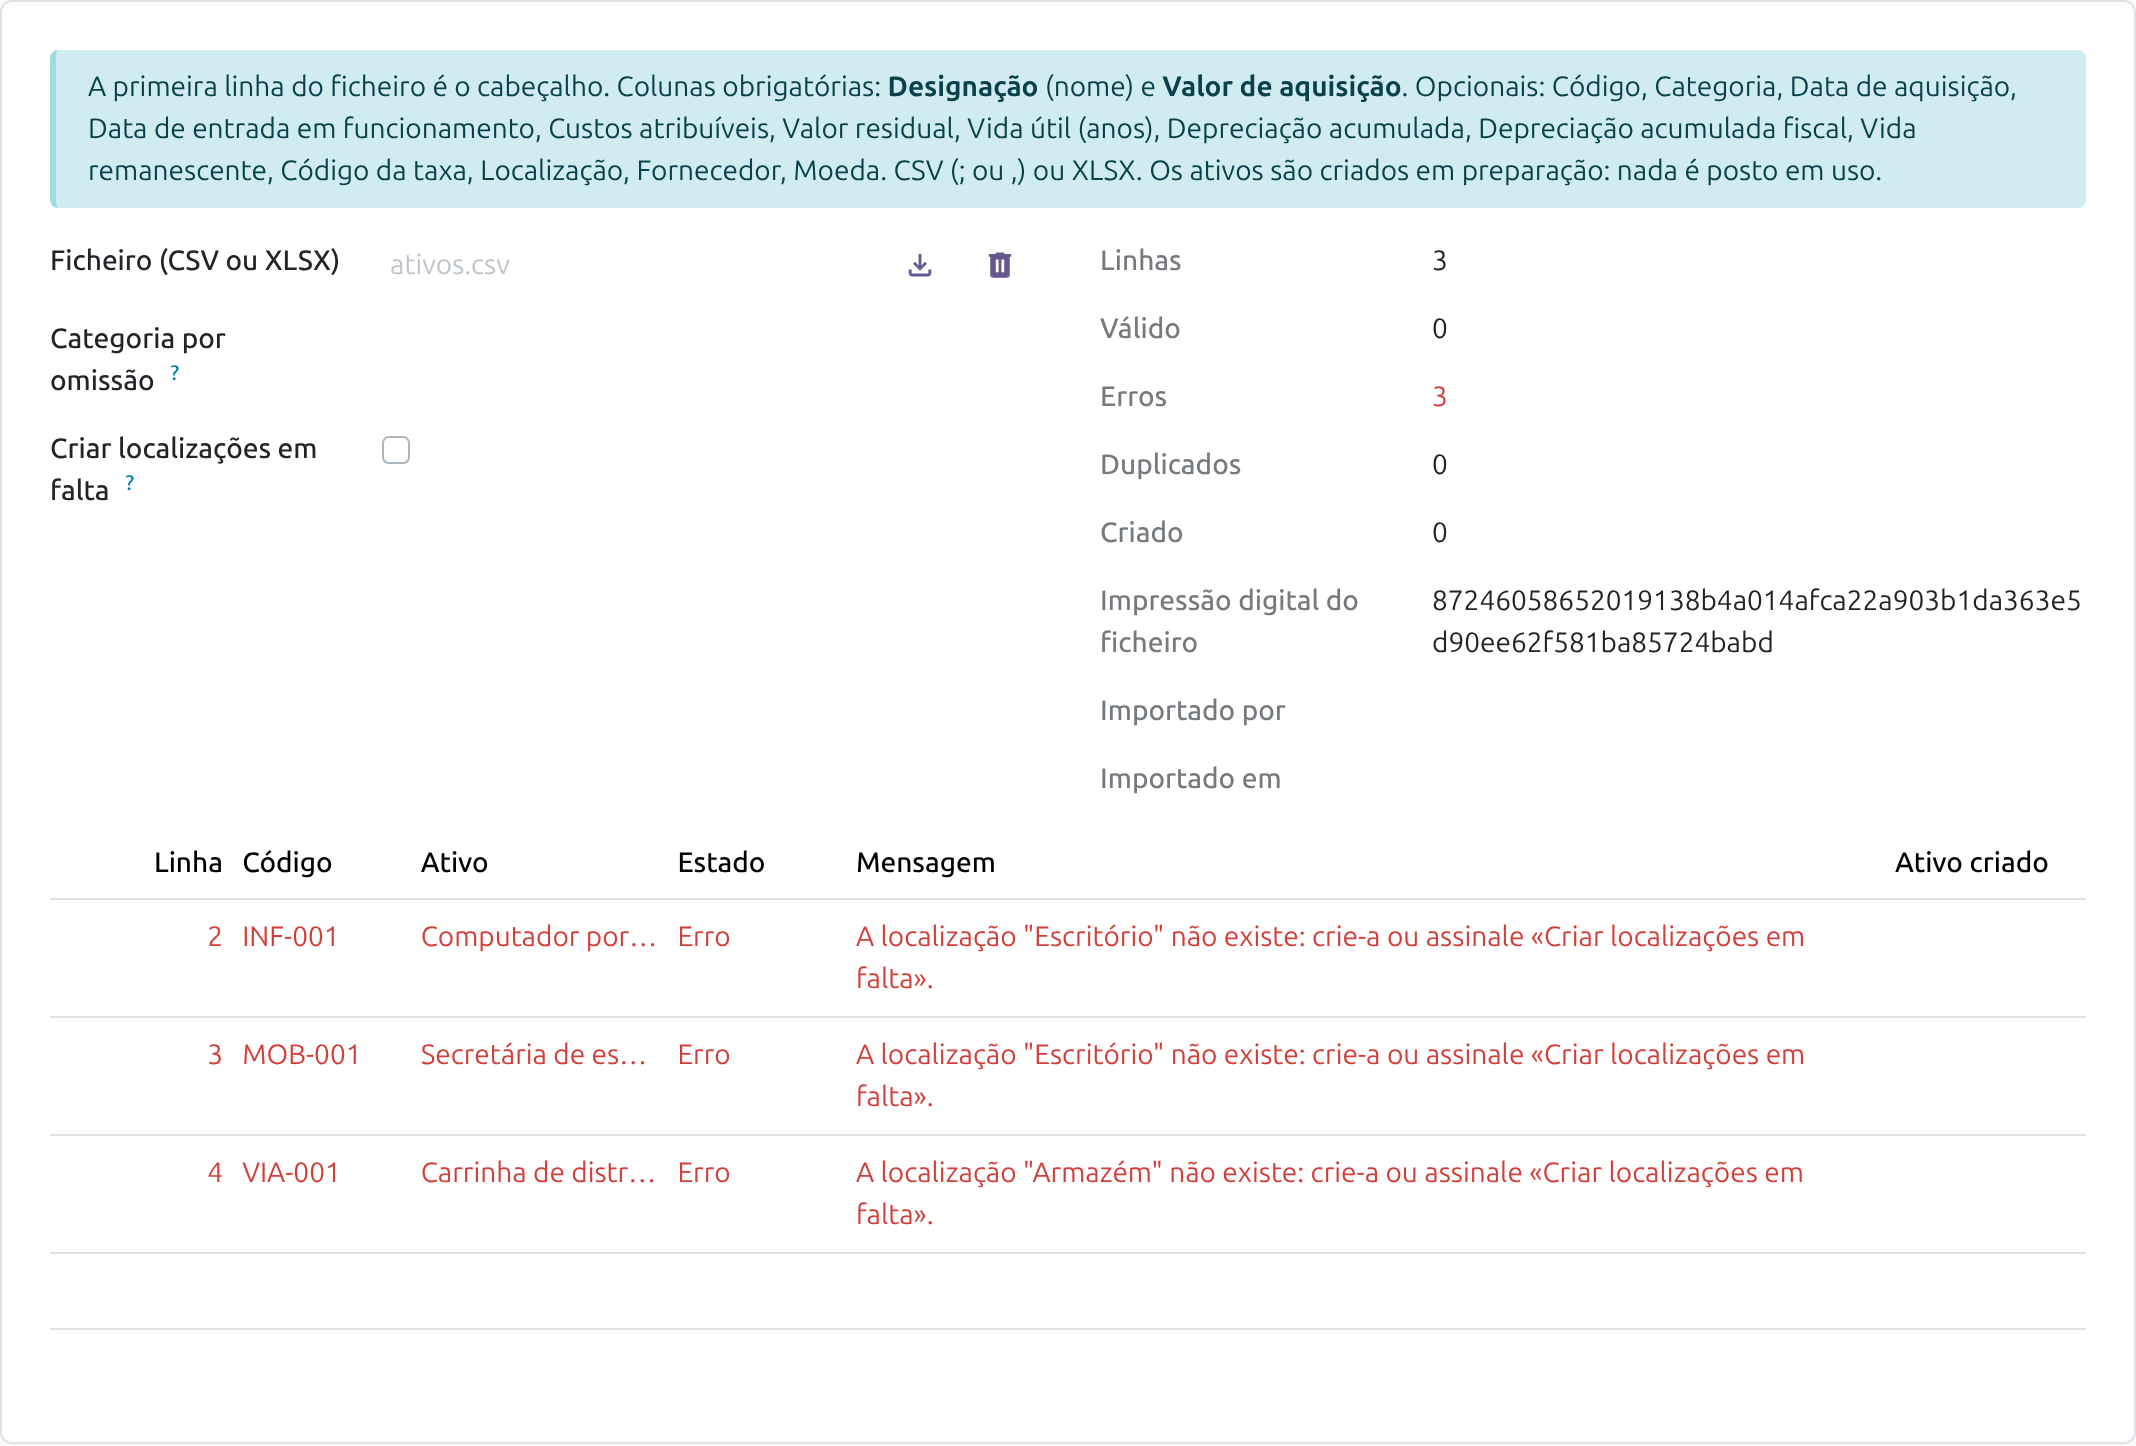 A primeira linha do ficheiro é o cabeçalho. Colunas obrigatórias: Designação (nome) e Valor de aquisição. Opcionais: Código, Categoria, Data de aquisição,
Data de entrada em funcionamento, Custos atribuíveis, Valor residual, Vida útil (anos), Depreciação acumulada, Depreciação acumulada fiscal, Vida
remanescente, Código da taxa, Localização, Fornecedor, Moeda. CSV (; ou ,) ou XLSX. Os ativos são criados em preparação: nada é posto em uso.
Ficheiro (CSV ou XLSX) ativos.csv
Categoria por
omissão ?
Criar localizações em
falta ?
Linhas 3
Válido 0
Erros 3
Duplicados 0
Criado 0
Impressão digital do 87246058652019138b4a014afca22a903b1da363e5
ficheiro d90ee62f581ba85724babd
Importado por
Importado em
Linha Código Ativo Estado Mensagem Ativo criado
2 INF-001 Computador por... Erro A localização "Escritório" não existe: crie-a ou assinale «Criar localizações em
falta».
3 MOB-001 Secretária de es... Erro A localização "Escritório" não existe: crie-a ou assinale «Criar localizações em
falta».
4 VIA-001 Carrinha de distr... Erro A localização "Armazém" não existe: crie-a ou assinale «Criar localizações em
falta».